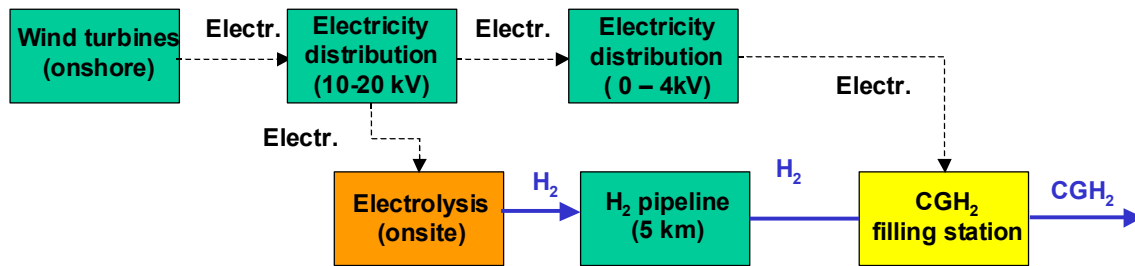 Wind turbines
(onshore)
Electr.
Electricity
distribution
(10-20 kV)
Electr.
Electricity
distribution
( 0 – 4kV)
Electr.
Electr.
Electrolysis
(onsite)
H₂
H₂ pipeline
(5 km)
H₂
CGH₂
filling station
CGH₂